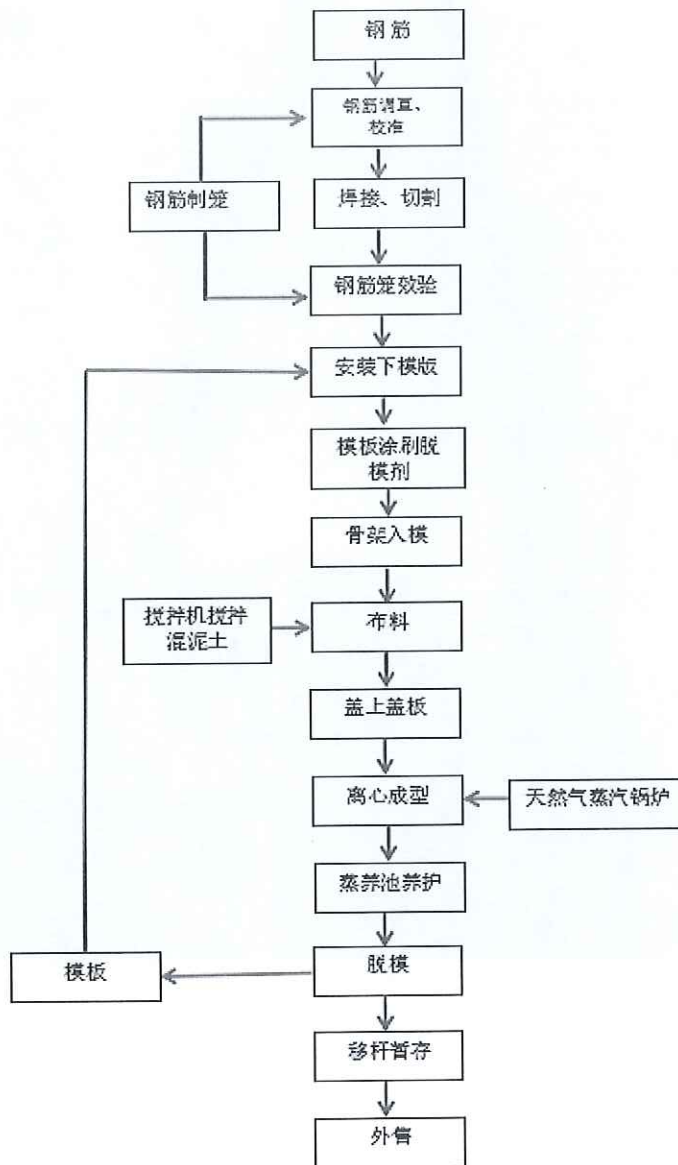 钢筋
钢筋调直、
校准
钢筋制笼
焊接、切割
钢筋笼效验
安装下模版
模板涂刷脱
模剂
骨架入模
搅拌机搅拌
混泥土
布料
盖上盖板
离心成型
天然气蒸汽锅炉
蒸养池养护
模板
脱模
移杆暂存
外售